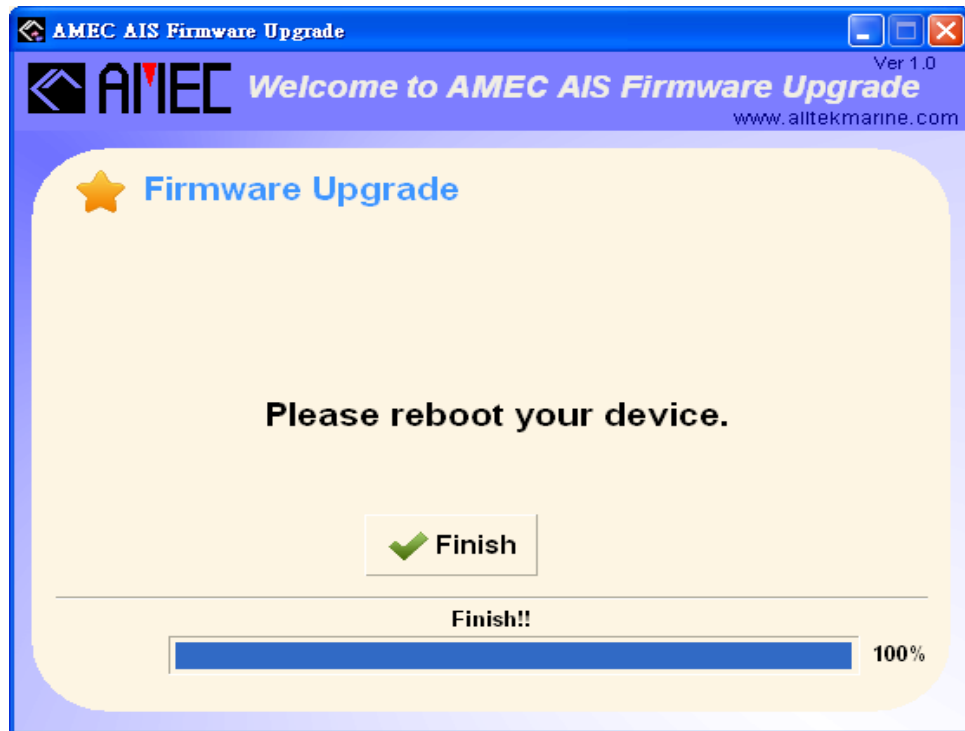 AMEC AIS Firmware Upgrade
Ver 1.0
AMEC Welcome to AMEC AIS Firmware Upgrade
www.alltekmarine.com
Firmware Upgrade
Please reboot your device.
Finish
Finish!!
100%